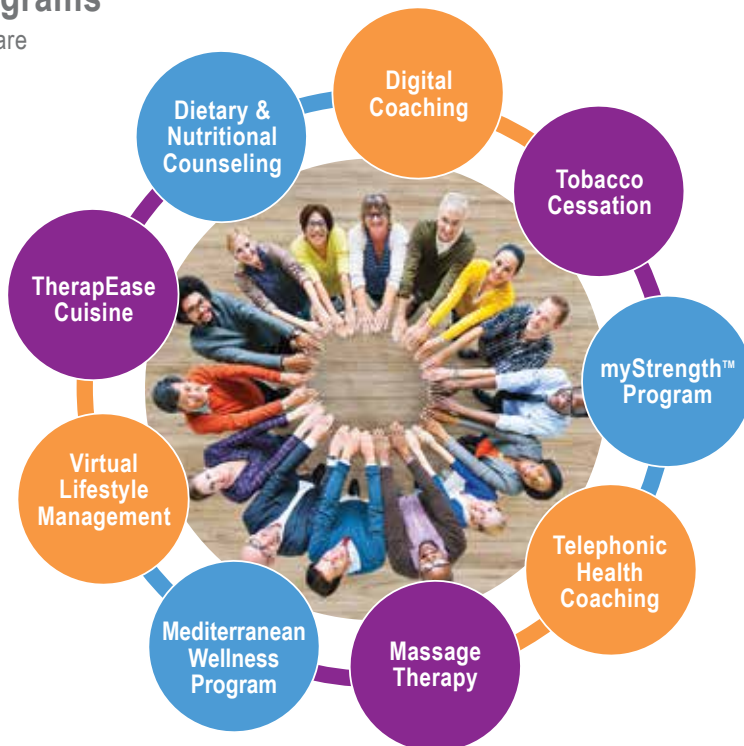 grams
are
Digital
Coaching
Dietary &
Nutritional
Counseling
Tobacco
Cessation
TherapEase
Cuisine
myStrength™
Program
Virtual
Lifestyle
Management
Telephonic
Health
Coaching
Mediterranean
Wellness
Program
Massage
Therapy